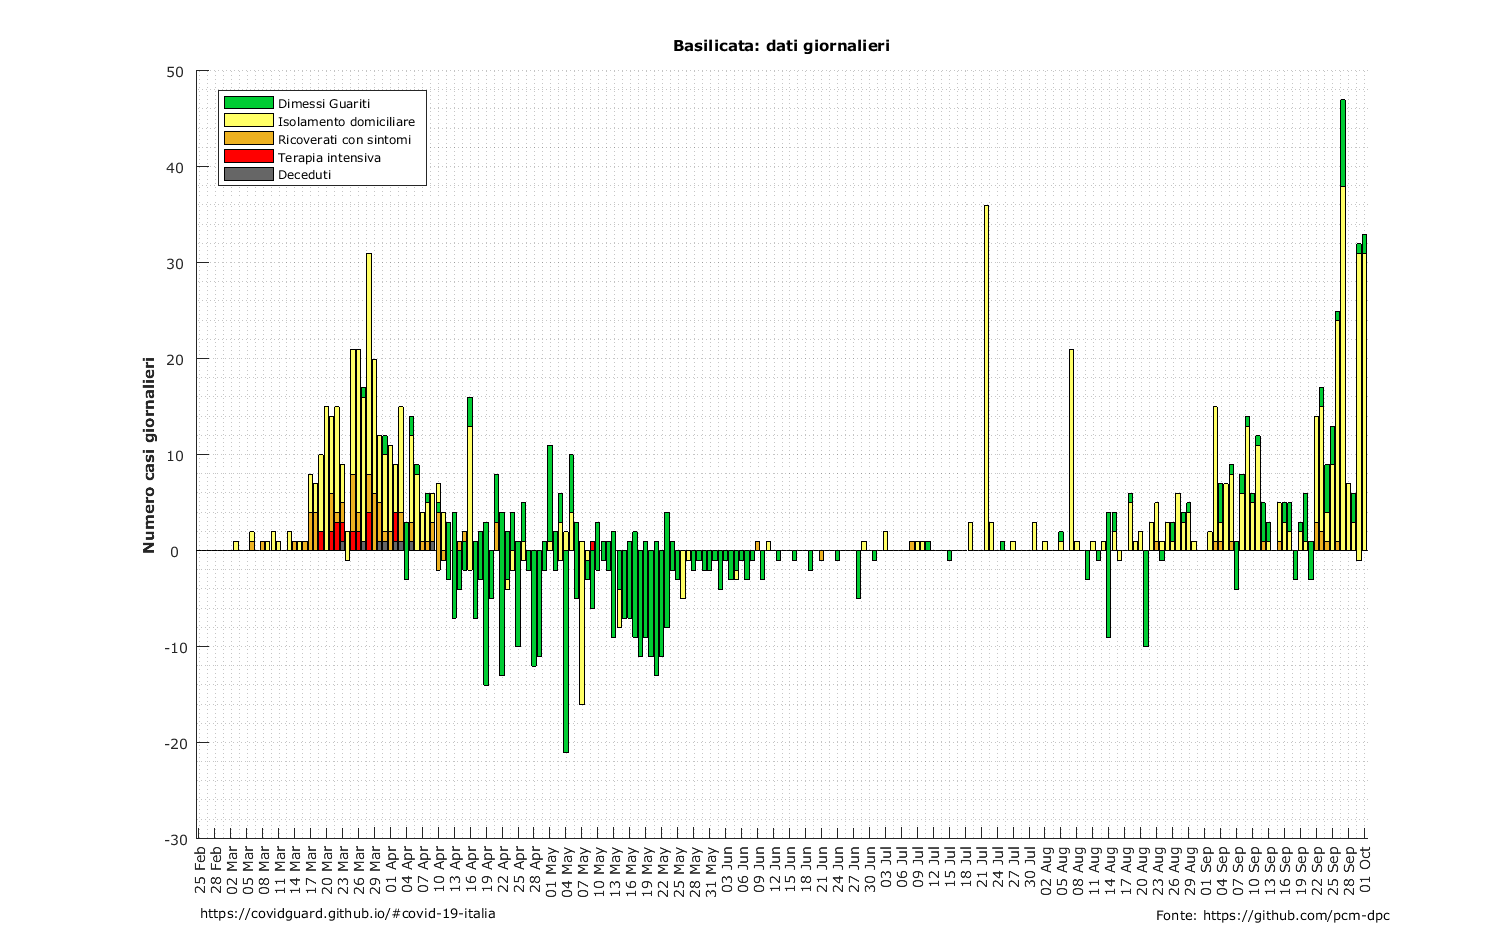 Basilicata: dati giornalieri
50
40
30
20
10
0
-10
-20
-30
Numero casi giornalieri
Dimessi Guariti
Isolamento domiciliare
Ricoverati con sintomi
Terapia intensiva
Deceduti
25 Feb
28 Feb
02 Mar
05 Mar
08 Mar
11 Mar
14 Mar
17 Mar
20 Mar
23 Mar
26 Mar
29 Mar
01 Apr
04 Apr
07 Apr
10 Apr
13 Apr
16 Apr
19 Apr
22 Apr
25 Apr
28 Apr
01 May
04 May
07 May
10 May
13 May
16 May
19 May
22 May
25 May
28 May
31 May
03 Jun
06 Jun
09 Jun
12 Jun
15 Jun
18 Jun
21 Jun
24 Jun
27 Jun
30 Jun
03 Jul
06 Jul
09 Jul
12 Jul
15 Jul
18 Jul
21 Jul
24 Jul
27 Jul
30 Jul
02 Aug
05 Aug
08 Aug
11 Aug
14 Aug
17 Aug
20 Aug
23 Aug
26 Aug
29 Aug
01 Sep
04 Sep
07 Sep
10 Sep
13 Sep
16 Sep
19 Sep
22 Sep
25 Sep
28 Sep
01 Oct
https://covidguard.github.io/#covid-19-italia
Fonte: https://github.com/pcm-dpc